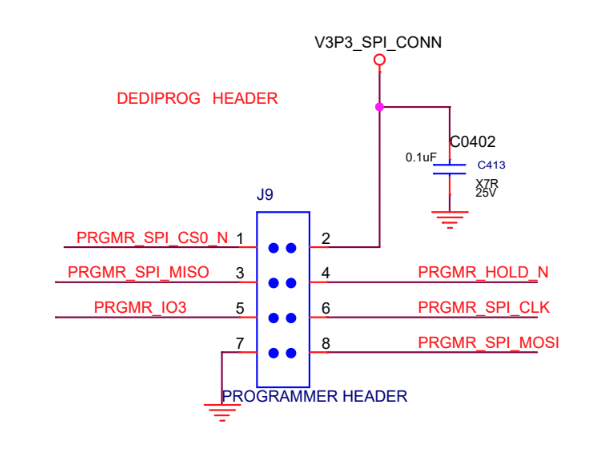 V3P3_SPI_CONN
DEDIPROG HEADER
C0402
0.1uF
C413
X7R
25V
J9
PRGMR_SPI_CS0_N 1
2
PRGMR_SPI_MISO 3
4 PRGMR_HOLD_N
PRGMR_IO3 5
6 PRGMR_SPI_CLK
7
8 PRGMR_SPI_MOSI
PROGRAMMER HEADER